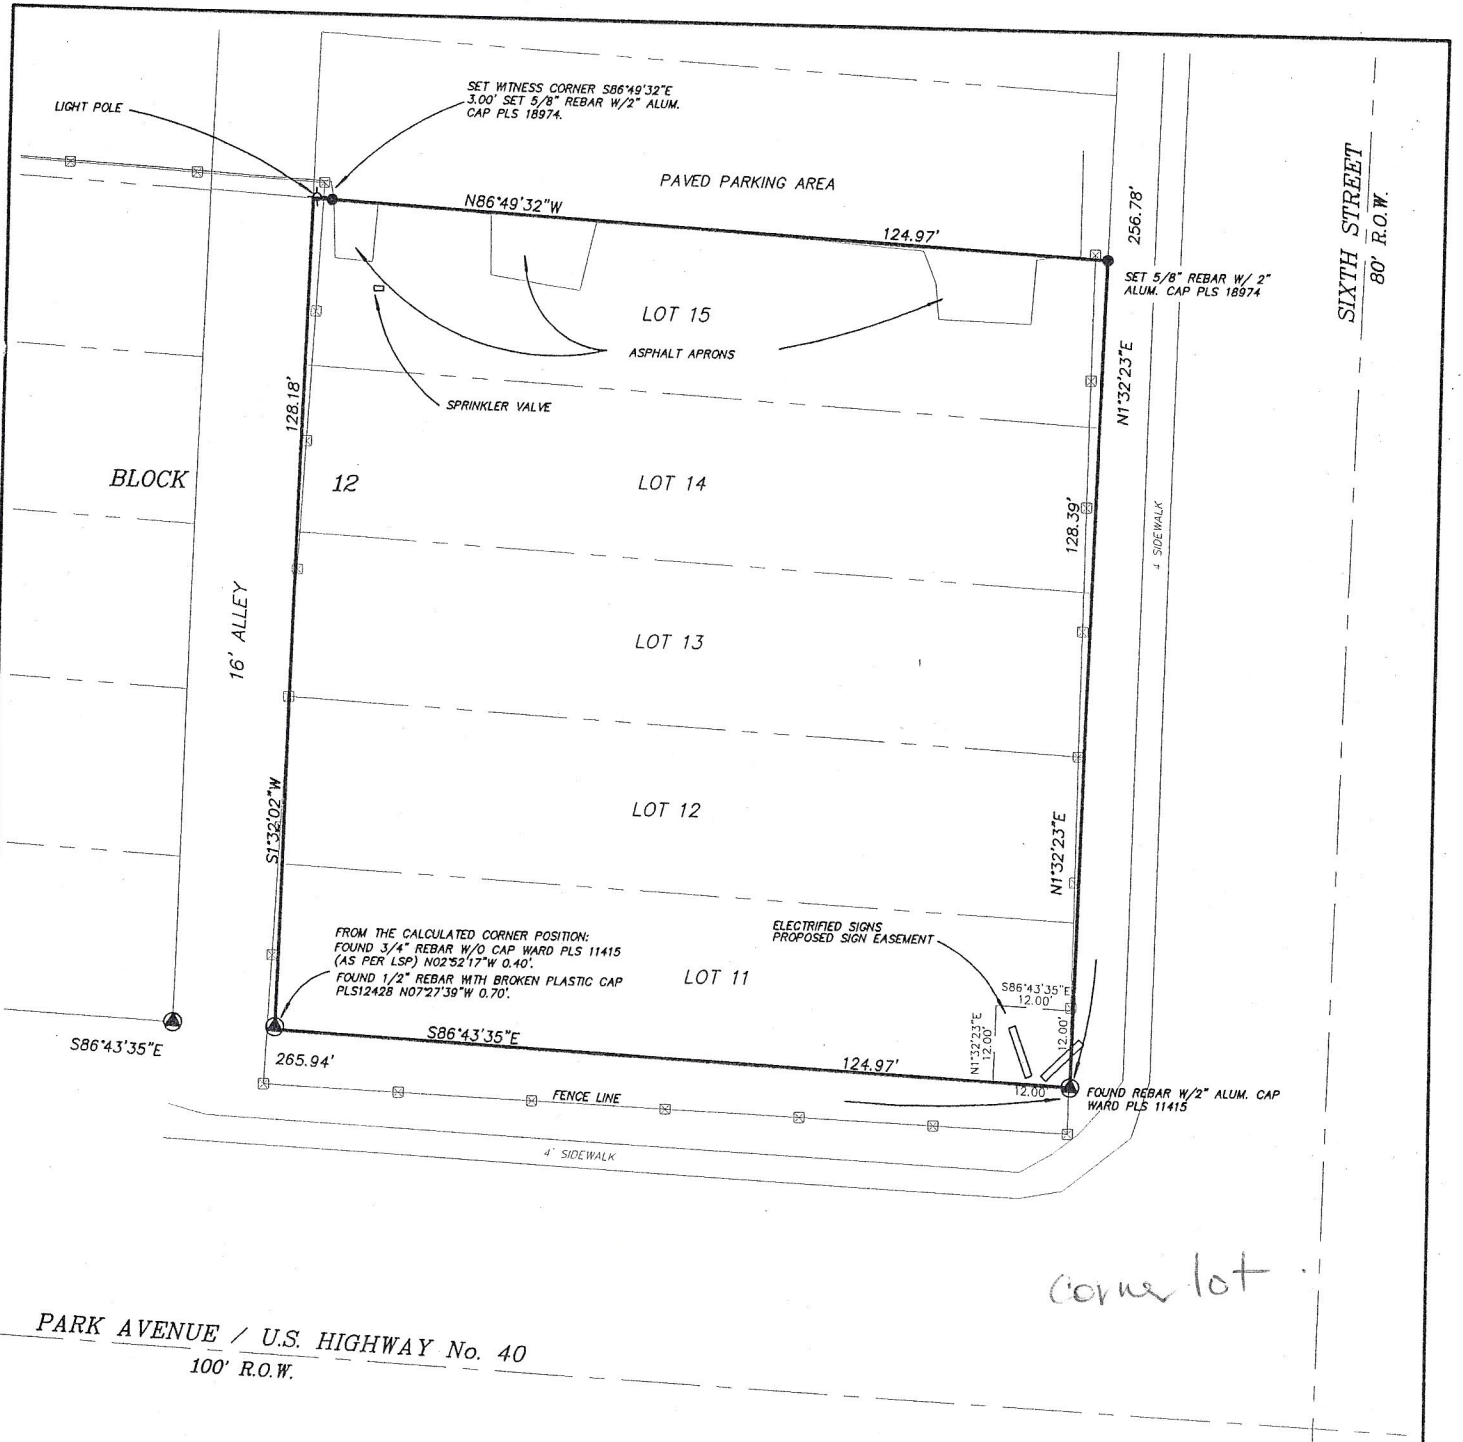 SET WITNESS CORNER S86°49'32"E
3.00' SET 5/8" REBAR W/2" ALUM.
CAP PLS 18974.
LIGHT POLE
PAVED PARKING AREA
N86°49'32"W
124.97'
256.78'
SIXTH STREET
80' R.O.W.
SET 5/8" REBAR W/ 2"
ALUM. CAP PLS 18974
LOT 15
ASPHALT APRONS
SPRINKLER VALVE
128.18'
N1°32'23"E
BLOCK
12
LOT 14
128.39'
4' SIDEWALK
16' ALLEY
LOT 13
S1°32'02"W
LOT 12
N1°32'23"E
FROM THE CALCULATED CORNER POSITION:
FOUND 3/4" REBAR W/O CAP WARD PLS 11415
(AS PER LSP) N02°52'17"W 0.40'.
FOUND 1/2" REBAR WITH BROKEN PLASTIC CAP
PLS12428 N07°27'39"W 0.70'.
ELECTRIFIED SIGNS
PROPOSED SIGN EASEMENT
LOT 11
S86°43'35"E
12.00'
N1°32'23"E
12.00'
12.00'
12.00'
S86°43'35"E
S86°43'35"E
265.94'
124.97'
FENCE LINE
FOUND REBAR W/2" ALUM. CAP
WARD PLS 11415
4' SIDEWALK
corner lot
PARK AVENUE / U.S. HIGHWAY No. 40
100' R.O.W.